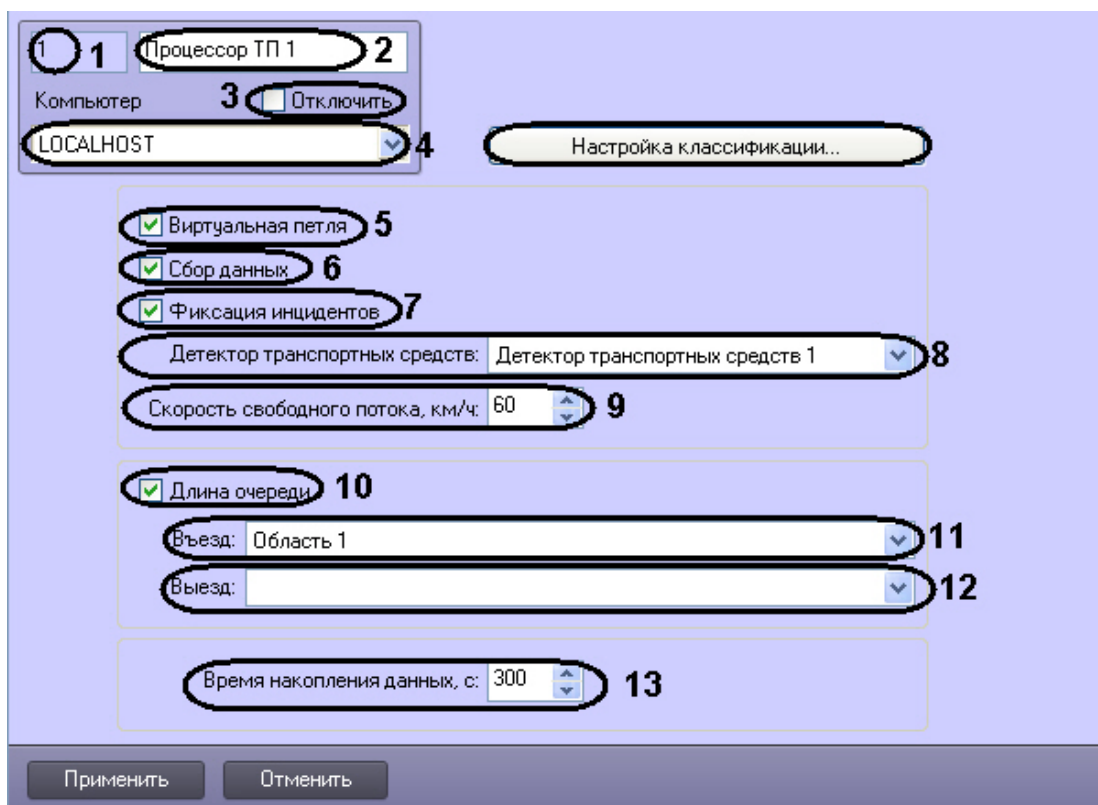 1 1 Процессор ТП 1 2
Компьютер 3 Отключить
LOCALHOST 4 Настройка классификации...
Виртуальная петля 5
Сбор данных 6
Фиксация инцидентов 7
Детектор транспортных средств: Детектор транспортных средств 1 8
Скорость свободного потока, км/ч: 60 9
Длина очереди 10
Въезд: Область 1 11
Выезд: 12
Время накопления данных, с: 300 13
Применить Отменить